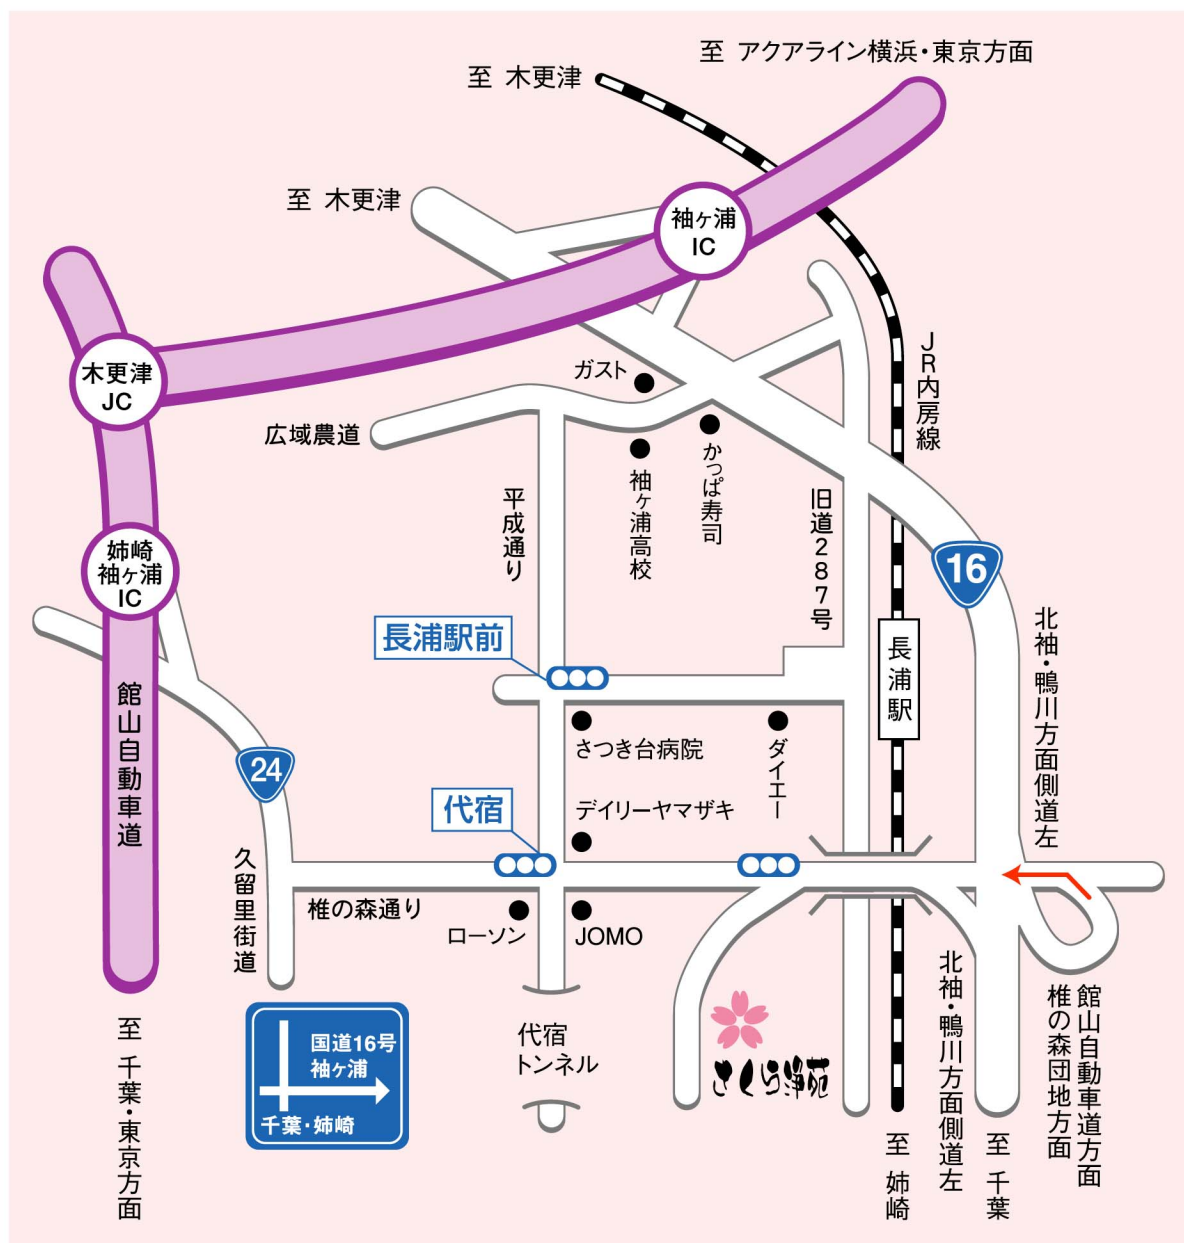 至 アクアライン横浜・東京方面
至 木更津
至 木更津
袖ヶ浦
IC
木更津
JC
ガスト
JR内房線
広域農道
かっぱ寿司
袖ヶ浦高校
平成通り
旧道287号
姉崎
袖ヶ浦
IC
16
長浦駅前
長浦駅
北袖・鴨川方面側道左
館山自動車道
さつき台病院
ダイエー
24
代宿
デイリーヤマザキ
久留里街道
椎の森通り
ローソン
JOMO
北袖・鴨川方面側道左
館山自動車道方面
椎の森団地方面
至 千葉・東京方面
国道16号
袖ヶ浦
千葉・姉崎
代宿
トンネル
さくら浄苑
至 姉崎
至 千葉